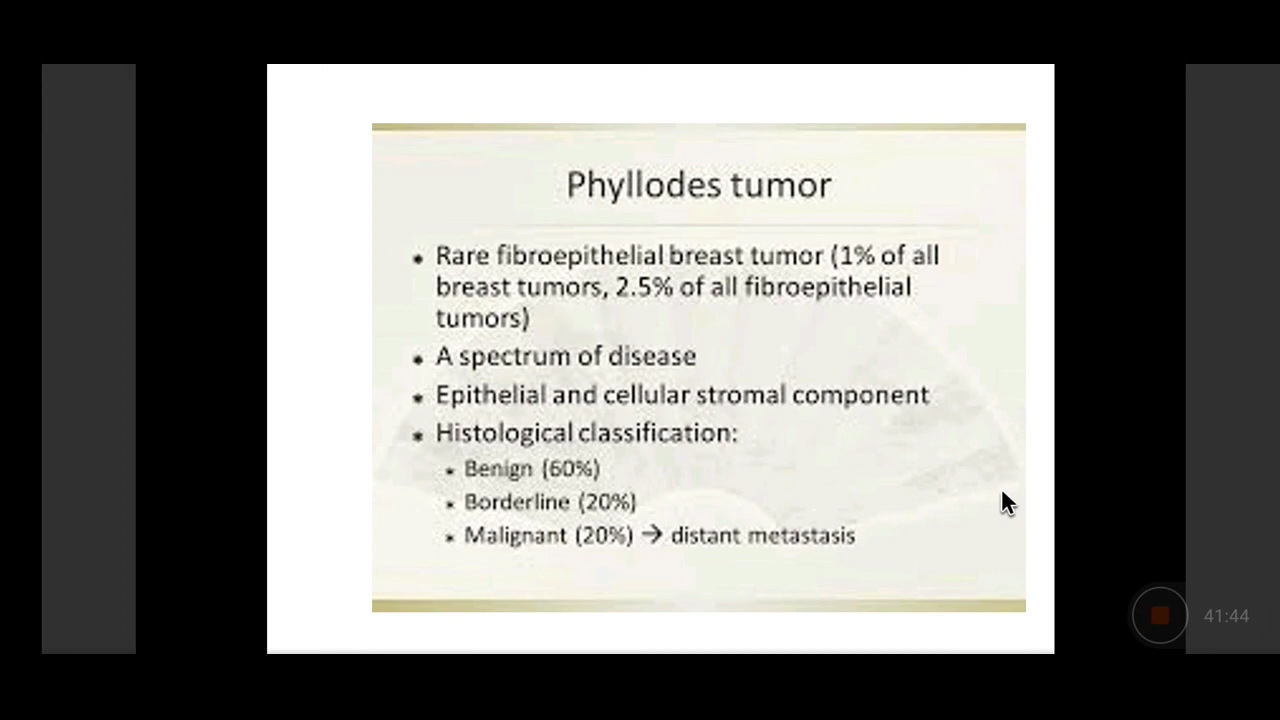 Phyllodes tumor
• Rare fibroepithelial breast tumor (1% of all
breast tumors, 2.5% of all fibroepithelial
tumors)
• A spectrum of disease
• Epithelial and cellular stromal component
• Histological classification:
• Benign (60%)
• Borderline (20%)
• Malignant (20%) → distant metastasis
41:44